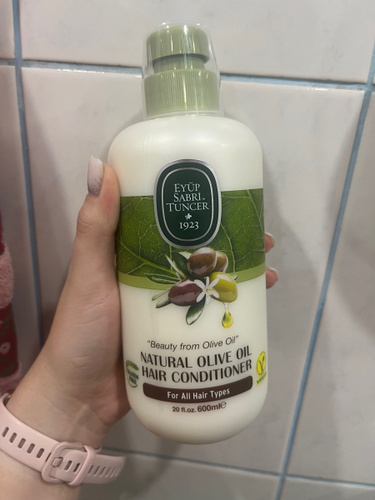 EYÜP
SABRİ
TUNCER
1923
"Beauty from Olive Oil"
NATURAL OLIVE OIL
HAIR CONDITIONER
For All Hair Types
20 fl.oz. 600ml℮